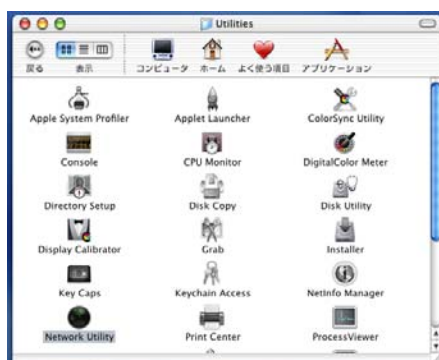 Utilities
戻る 表示 コンピュータ ホーム よく使う項目 アプリケーション
Apple System Profiler Applet Launcher ColorSync Utility
Console CPU Monitor DigitalColor Meter
Directory Setup Disk Copy Disk Utility
Display Calibrator Grab Installer
Key Caps Keychain Access NetInfo Manager
Network Utility Print Center ProcessViewer